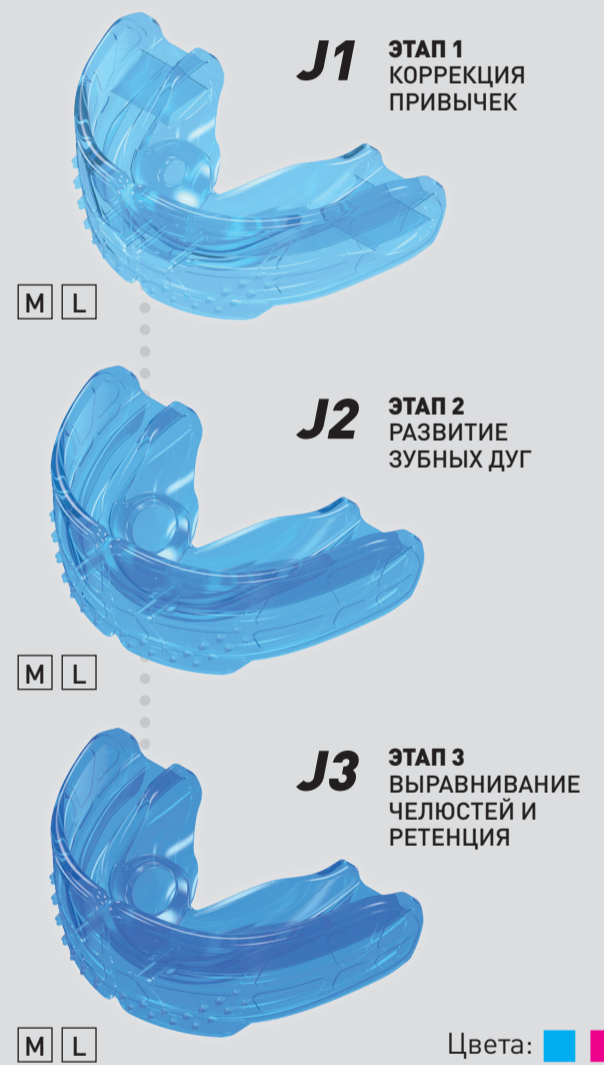 J1
ЭТАП 1
КОРРЕКЦИЯ
ПРИВЫЧЕК
M L
J2
ЭТАП 2
РАЗВИТИЕ
ЗУБНЫХ ДУГ
M L
J3
ЭТАП 3
ВЫРАВНИВАНИЕ
ЧЕЛЮСТЕЙ И
РЕТЕНЦИЯ
M L
Цвета: